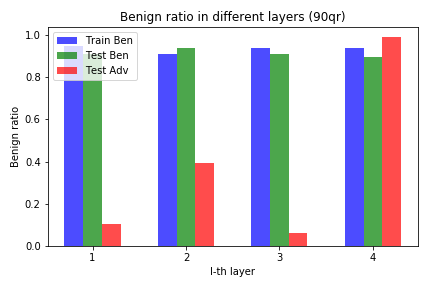 Benign ratio in different layers (90qr)
Train Ben
Test Ben
Test Adv
Benign ratio
1.0
0.8
0.6
0.4
0.2
0.0
1 2 3 4
l-th layer